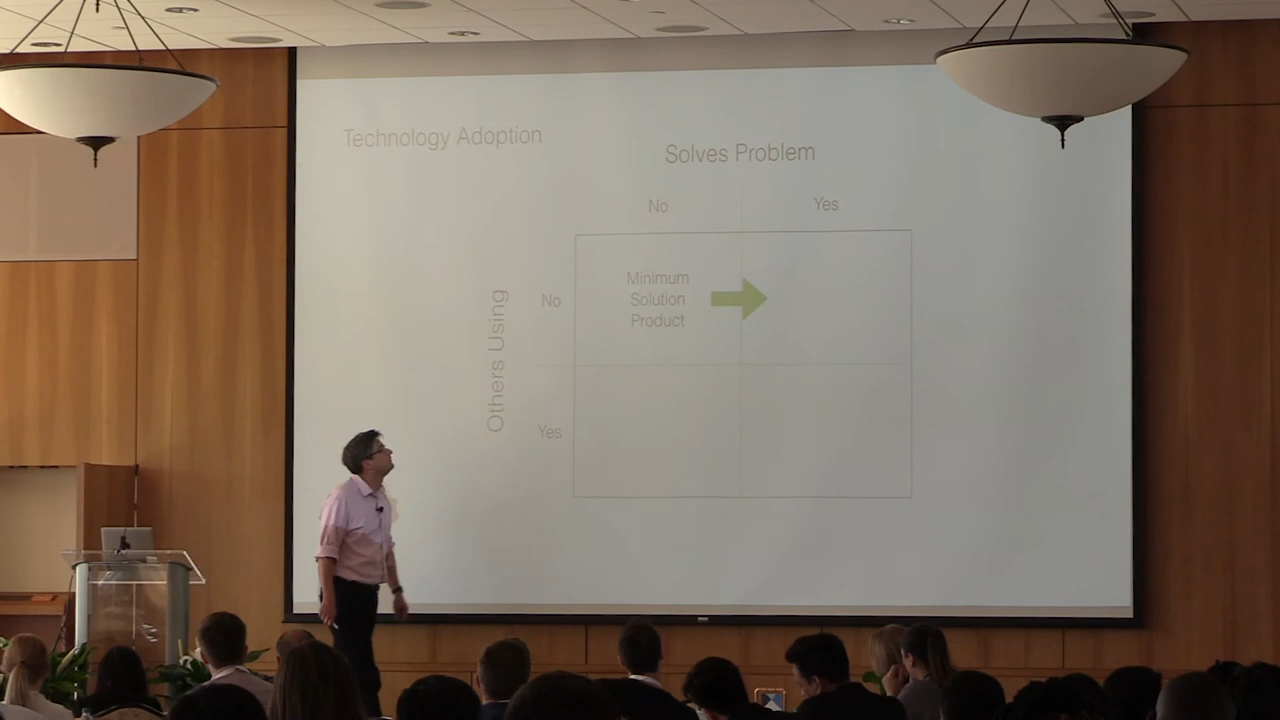 Technology Adoption
Solves Problem
No
Yes
Others Using
No
Minimum
Solution
Product
Yes